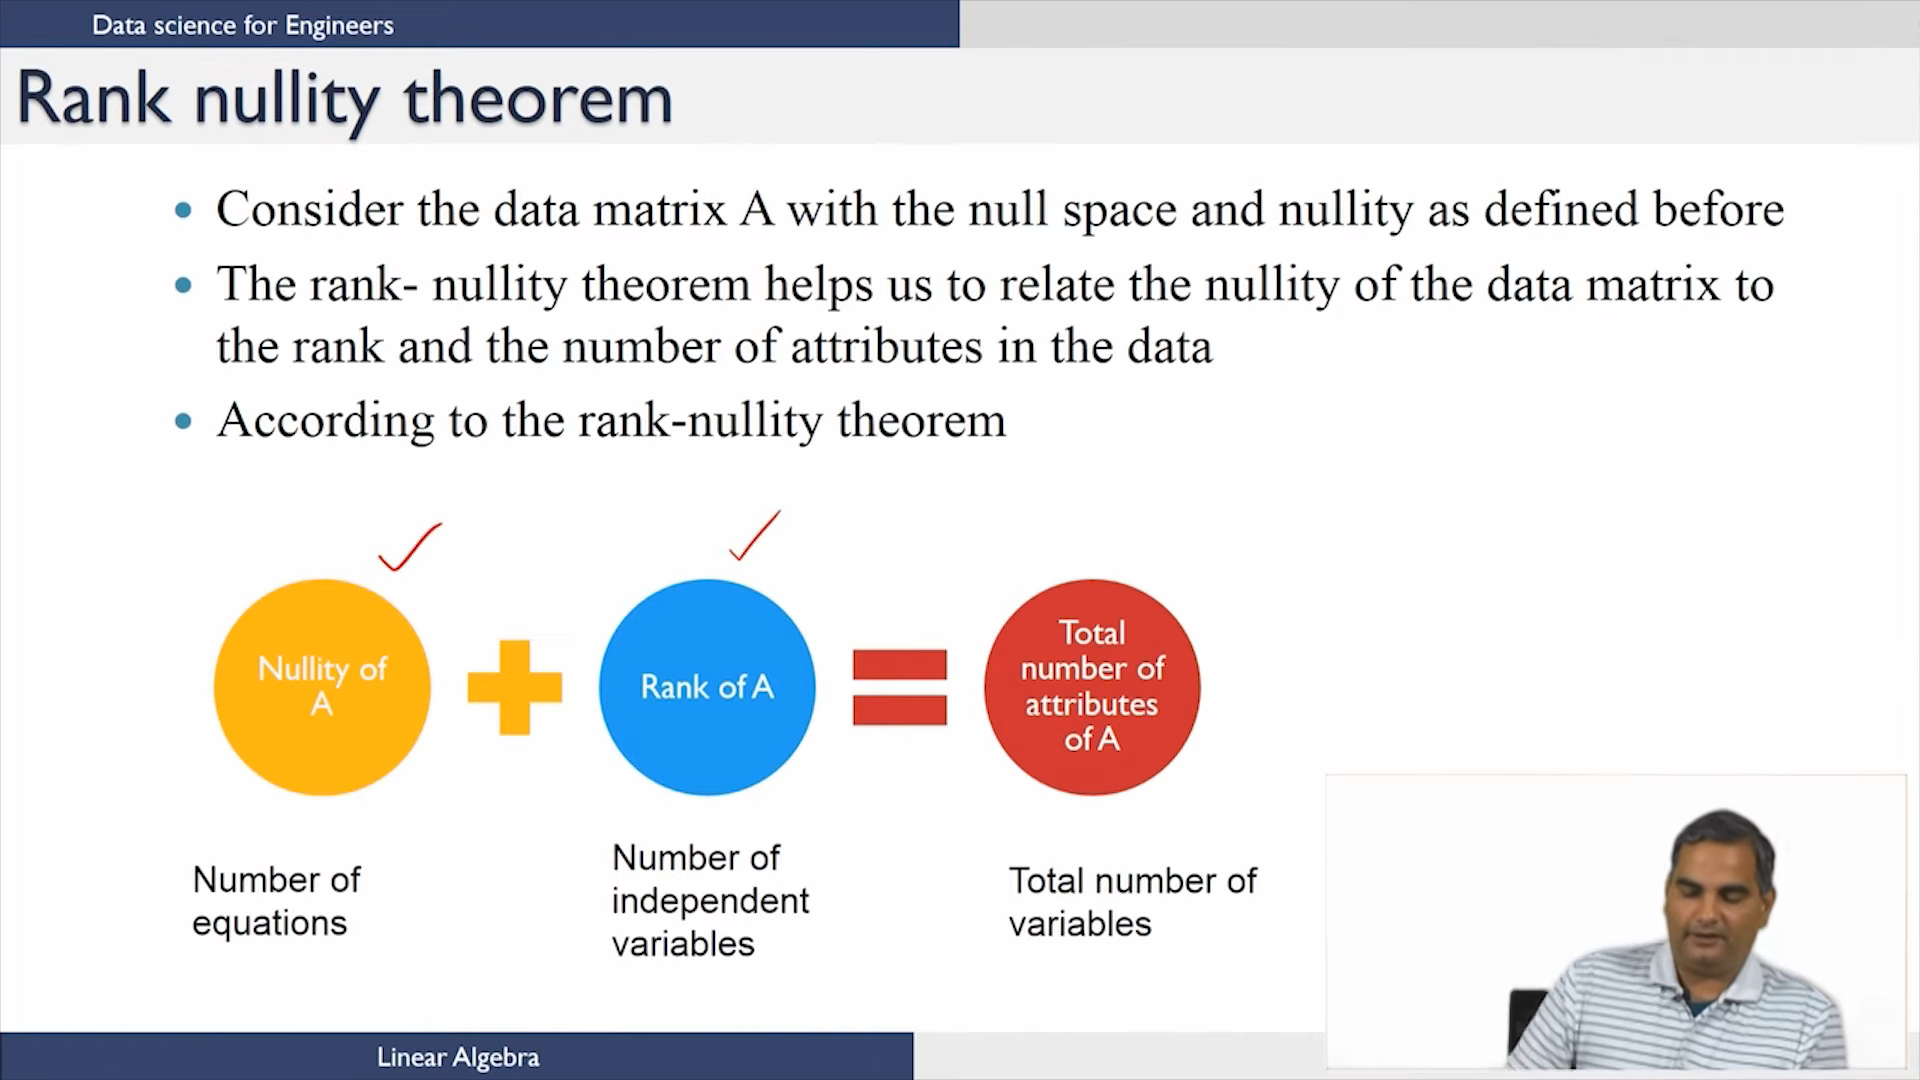 Data science for Engineers
Rank nullity theorem
• Consider the data matrix A with the null space and nullity as defined before
• The rank- nullity theorem helps us to relate the nullity of the data matrix to
the rank and the number of attributes in the data
• According to the rank-nullity theorem
Nullity of
A
Rank of A
Total
number of
attributes
of A
Number of
equations
Number of
independent
variables
Total number of
variables
Linear Algebra